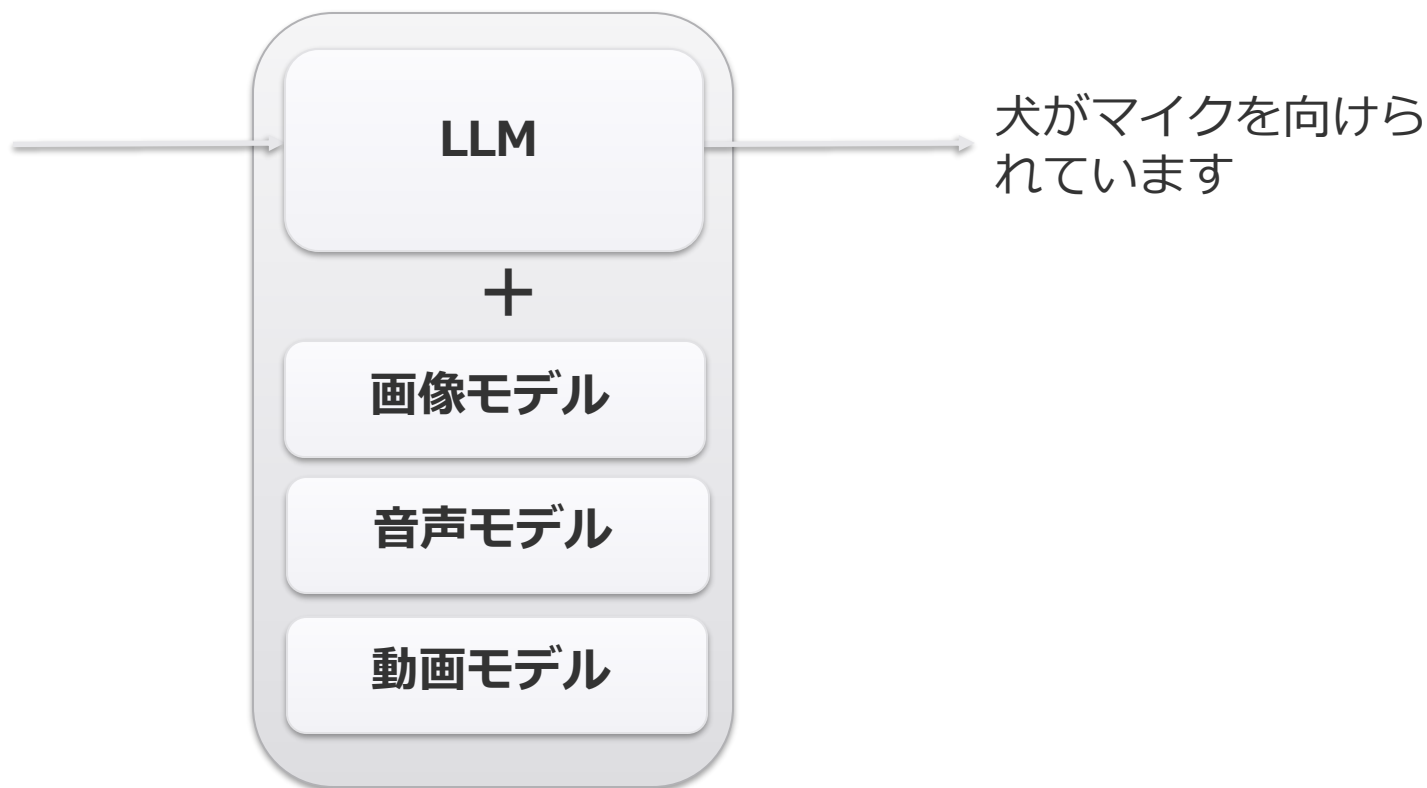 LLM
犬がマイクを向けら
れています
+
画像モデル
音声モデル
動画モデル